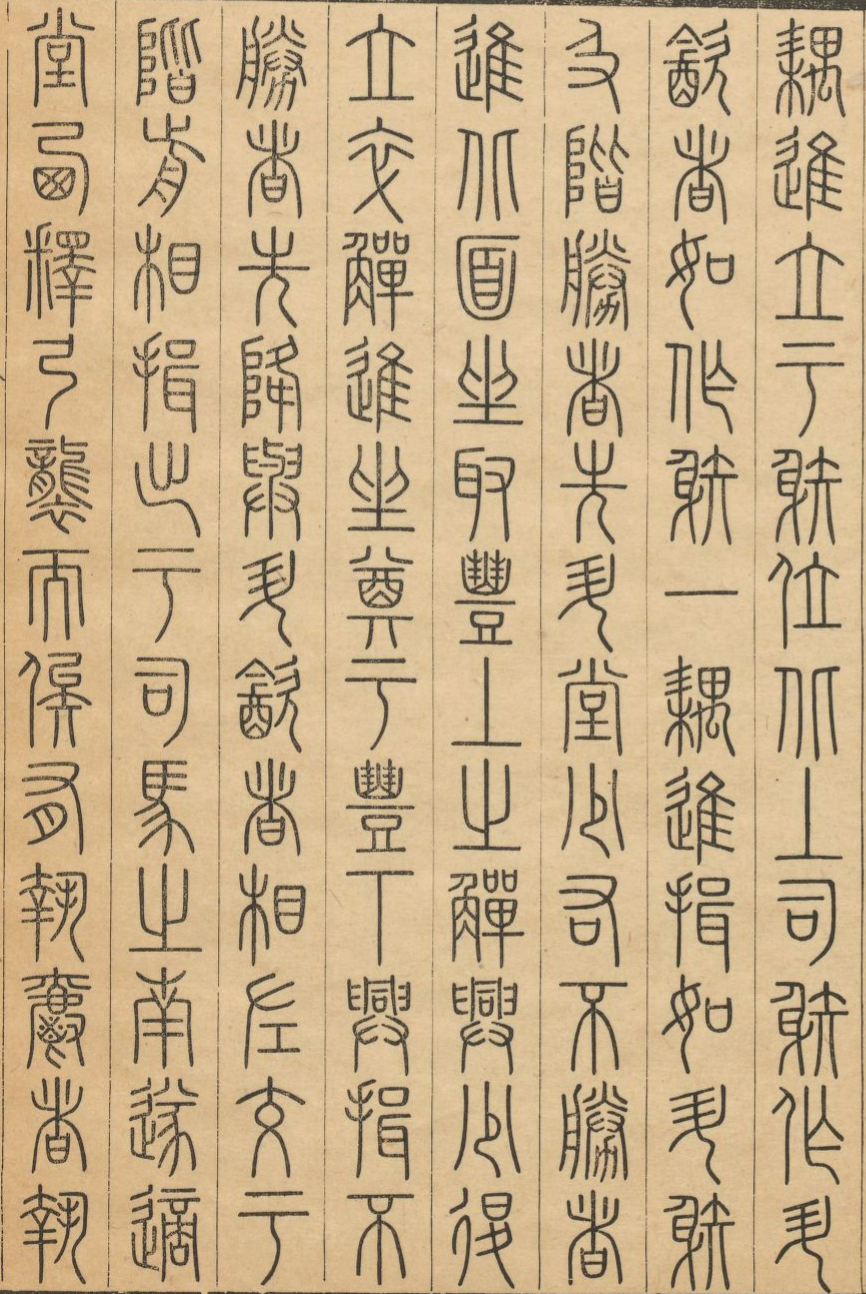 耦進立于射位北上司射作升
飲者如作射一耦進揖如升射
及階勝者先升堂少右不勝者
進北面坐取豐上之觶興少退
立卒觶進坐奠于豐下興揖不
勝者先降與升飲者相左交于
階前相揖出于司馬之南遂適
堂西釋弓襲而俟有執爵者執